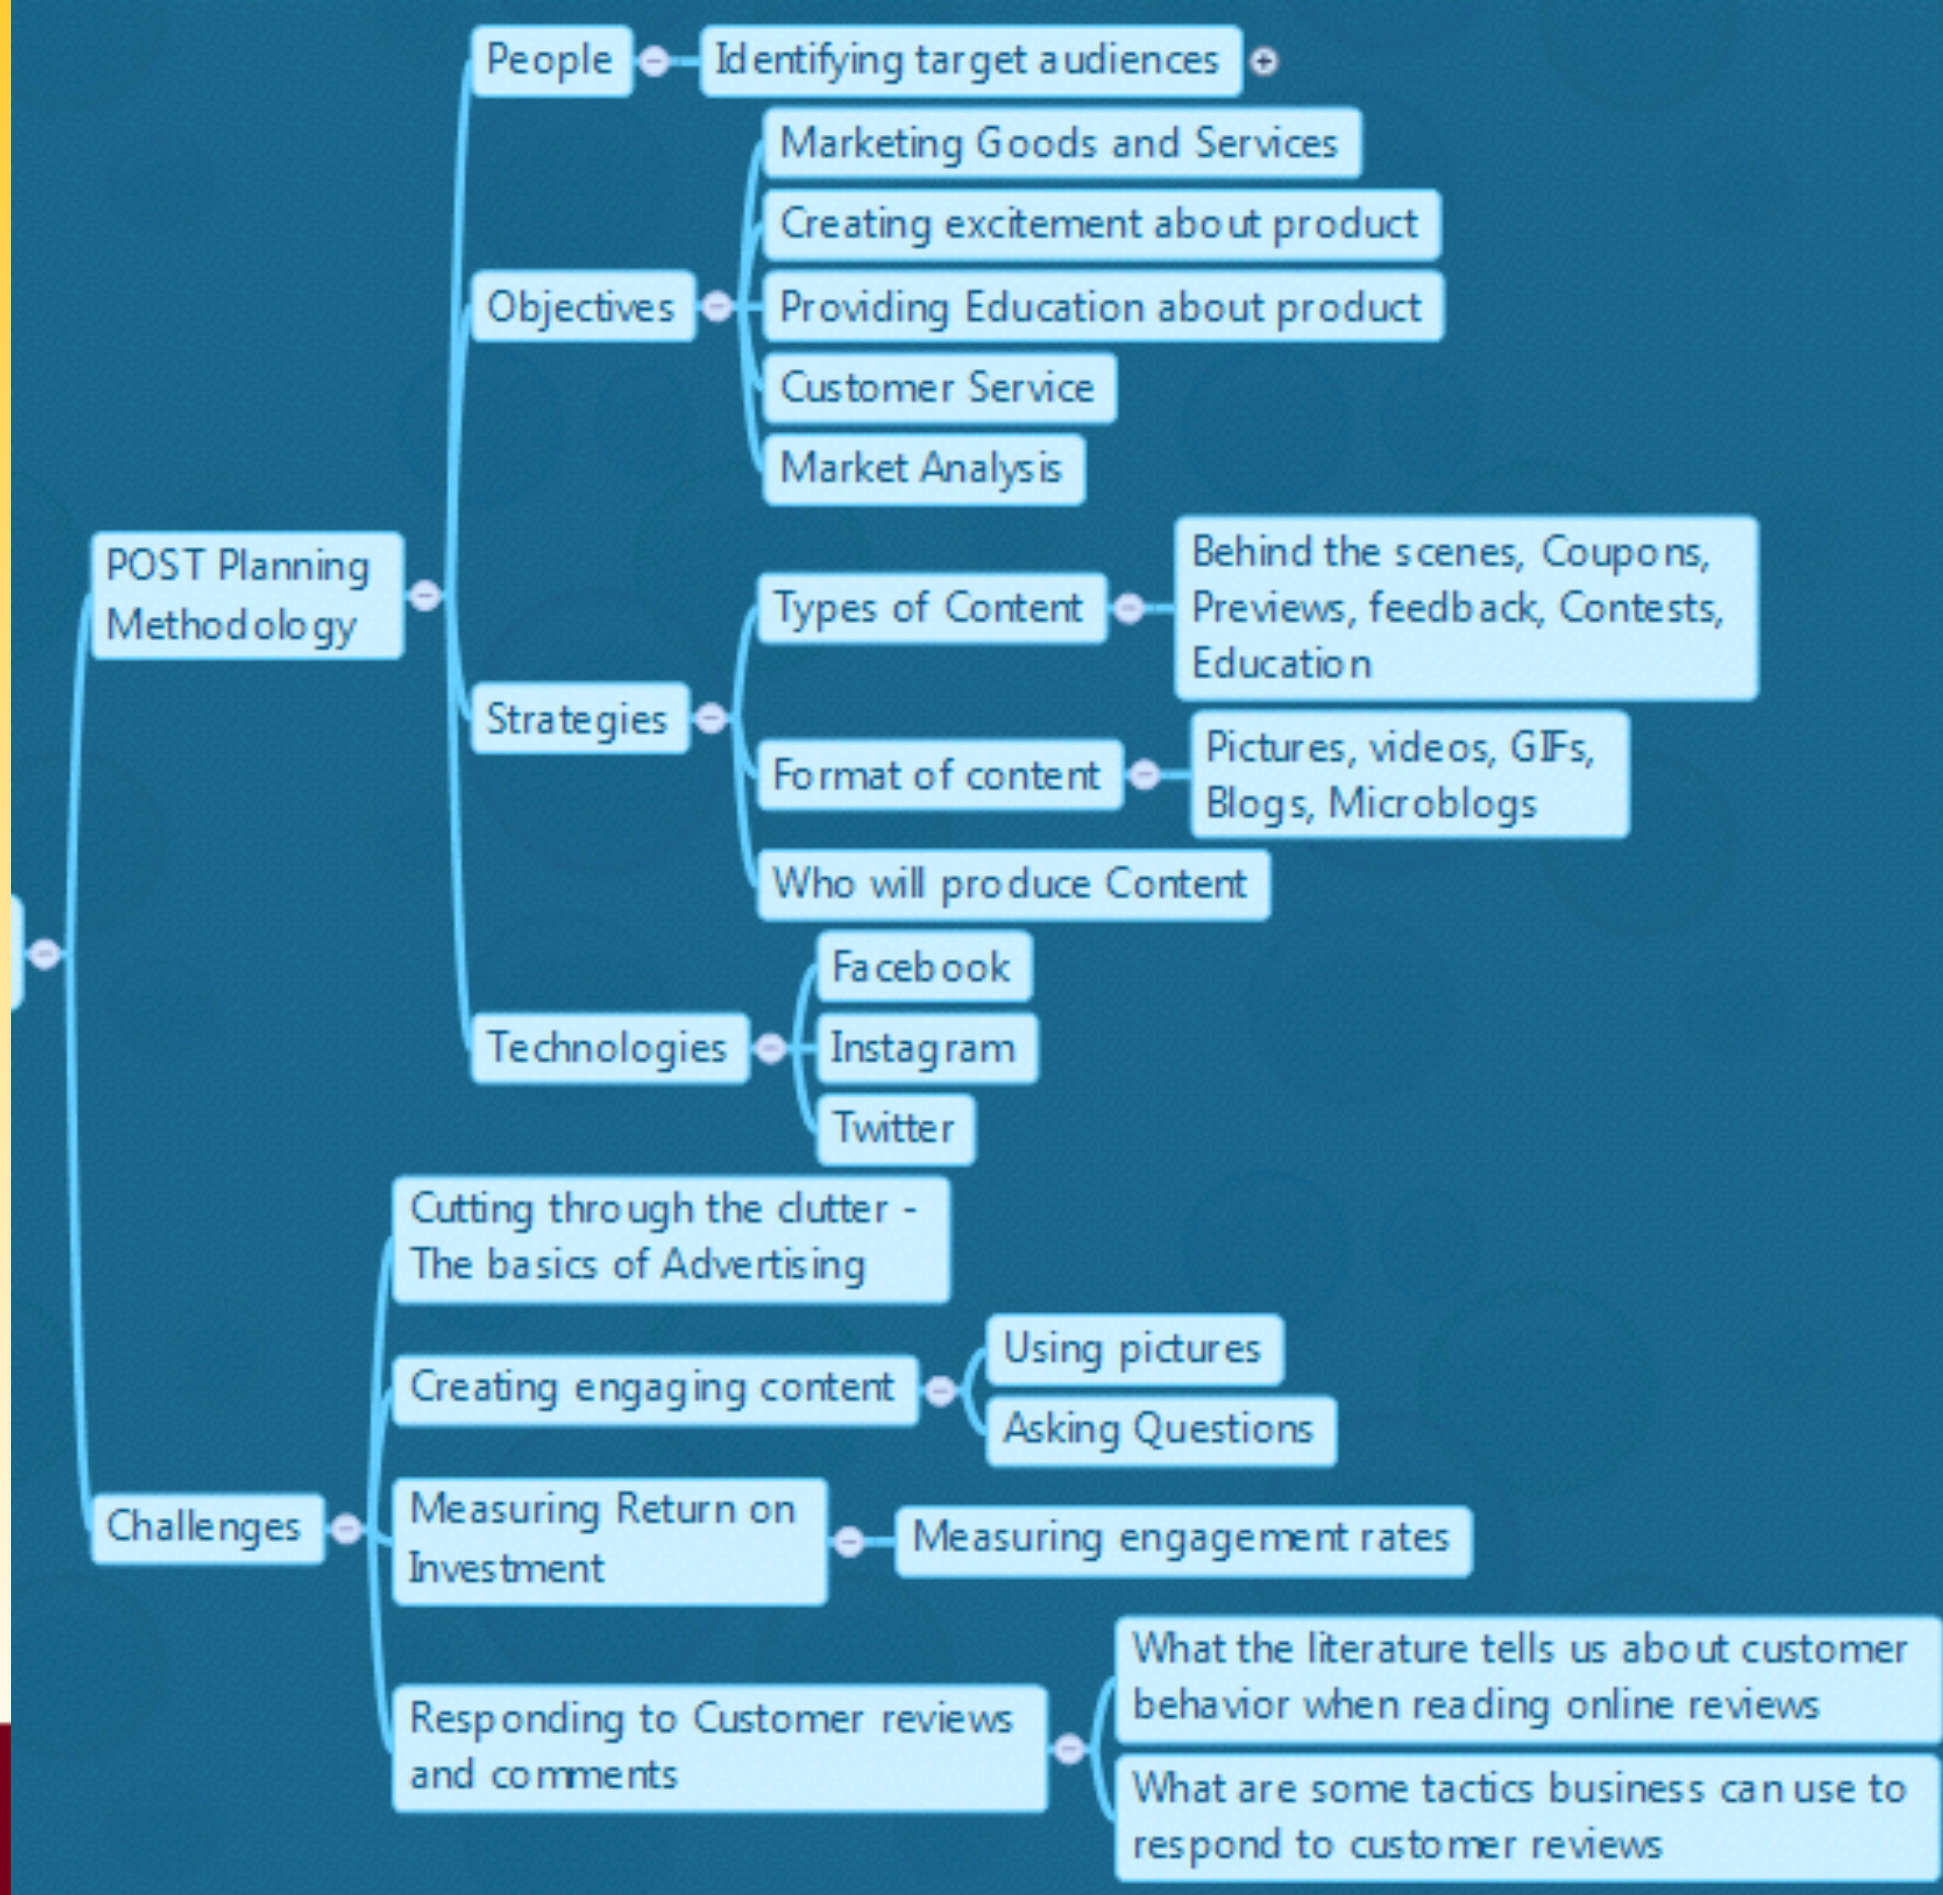 People
Identifying target audiences
Objectives
Marketing Goods and Services
Creating excitement about product
Providing Education about product
Customer Service
Market Analysis
POST Planning
Methodology
Strategies
Types of Content
Behind the scenes, Coupons,
Previews, feedback, Contests,
Education
Format of content
Pictures, videos, GIFs,
Blogs, Microblogs
Who will produce Content
Technologies
Facebook
Instagram
Twitter
Challenges
Cutting through the clutter -
The basics of Advertising
Creating engaging content
Using pictures
Asking Questions
Measuring Return on
Investment
Measuring engagement rates
Responding to Customer reviews
and comments
What the literature tells us about customer
behavior when reading online reviews
What are some tactics business can use to
respond to customer reviews